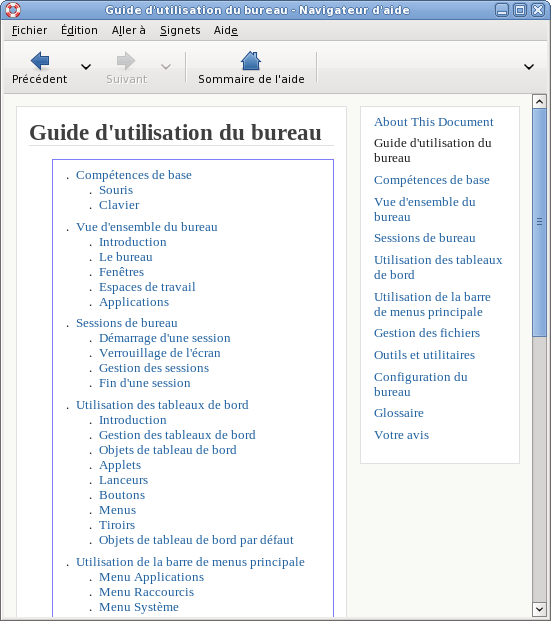 Guide d'utilisation du bureau - Navigateur d'aide
Fichier Édition Aller à Signets Aide
Précédent Suivant Sommaire de l'aide
Guide d'utilisation du bureau
. Compétences de base
. Souris
. Clavier
. Vue d'ensemble du bureau
. Introduction
. Le bureau
. Fenêtres
. Espaces de travail
. Applications
. Sessions de bureau
. Démarrage d'une session
. Verrouillage de l'écran
. Gestion des sessions
. Fin d'une session
. Utilisation des tableaux de bord
. Introduction
. Gestion des tableaux de bord
. Objets de tableau de bord
. Applets
. Lanceurs
. Boutons
. Menus
. Tiroirs
. Objets de tableau de bord par défaut
. Utilisation de la barre de menus principale
. Menu Applications
. Menu Raccourcis
. Menu Système
About This Document
Guide d'utilisation du
bureau
Compétences de base
Vue d'ensemble du
bureau
Sessions de bureau
Utilisation des tableaux
de bord
Utilisation de la barre
de menus principale
Gestion des fichiers
Outils et utilitaires
Configuration du
bureau
Glossaire
Votre avis